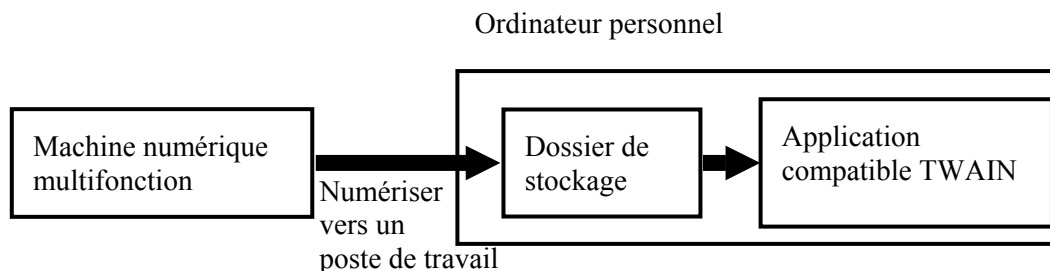 Ordinateur personnel
Machine numérique
multifonction
Numériser
vers un
poste de travail
Dossier de
stockage
Application
compatible TWAIN